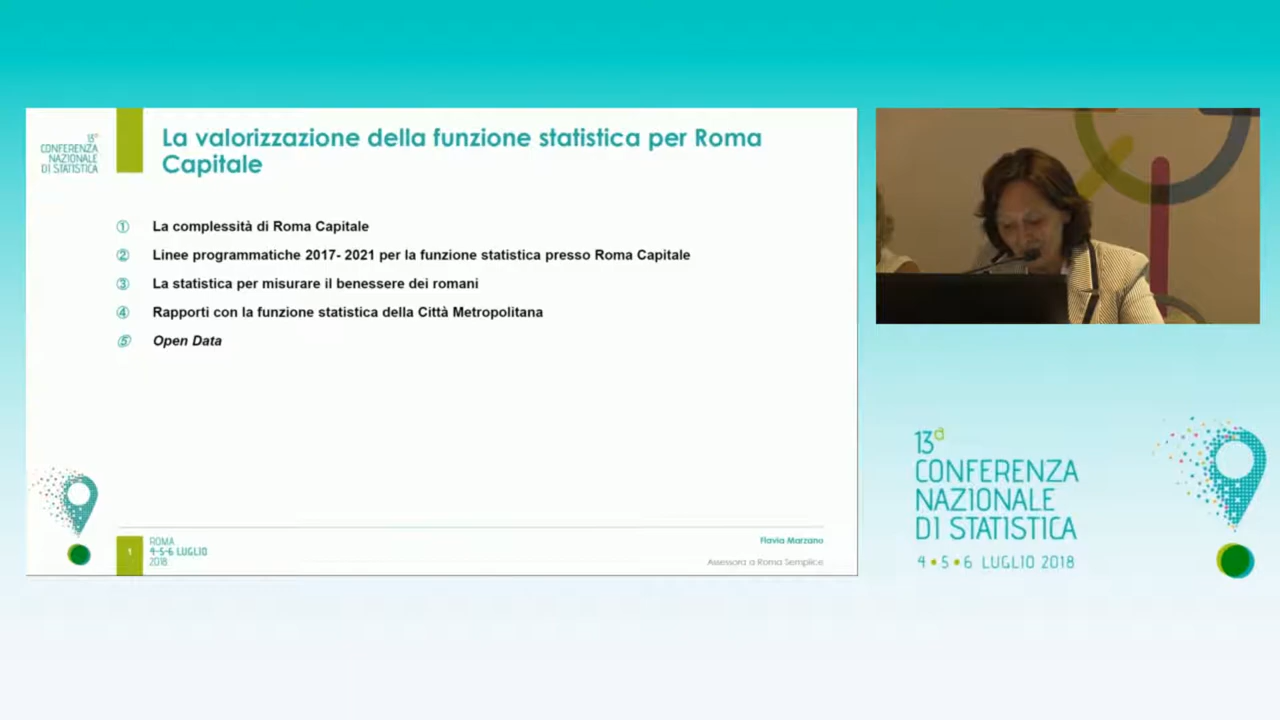 13°
CONFERENZA
NAZIONALE
DI STATISTICA
La valorizzazione della funzione statistica per Roma
Capitale
① La complessità di Roma Capitale
② Linee programmatiche 2017- 2021 per la funzione statistica presso Roma Capitale
③ La statistica per misurare il benessere dei romani
④ Rapporti con la funzione statistica della Città Metropolitana
⑤ Open Data
1
ROMA
4-5-6 LUGLIO
2018
Flavia Marzano
Assessora a Roma Semplice
13a
CONFERENZA
NAZIONALE
DI STATISTICA
4•5•6 LUGLIO 2018